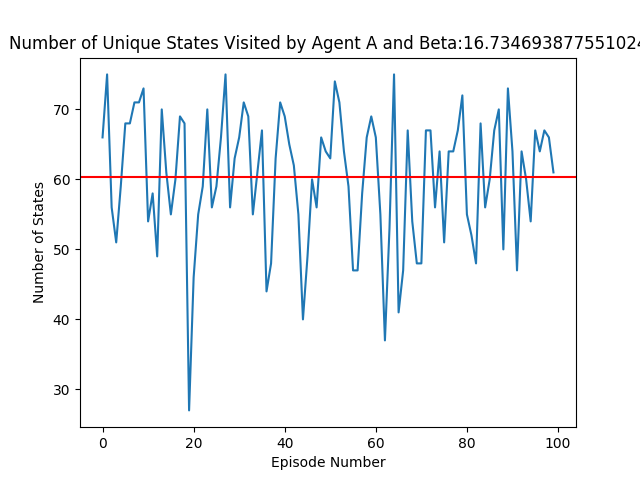 Number of Unique States Visited by Agent A and Beta:16.734693877551024
70
60
50
40
30
Number of States
0 20 40 60 80 100
Episode Number